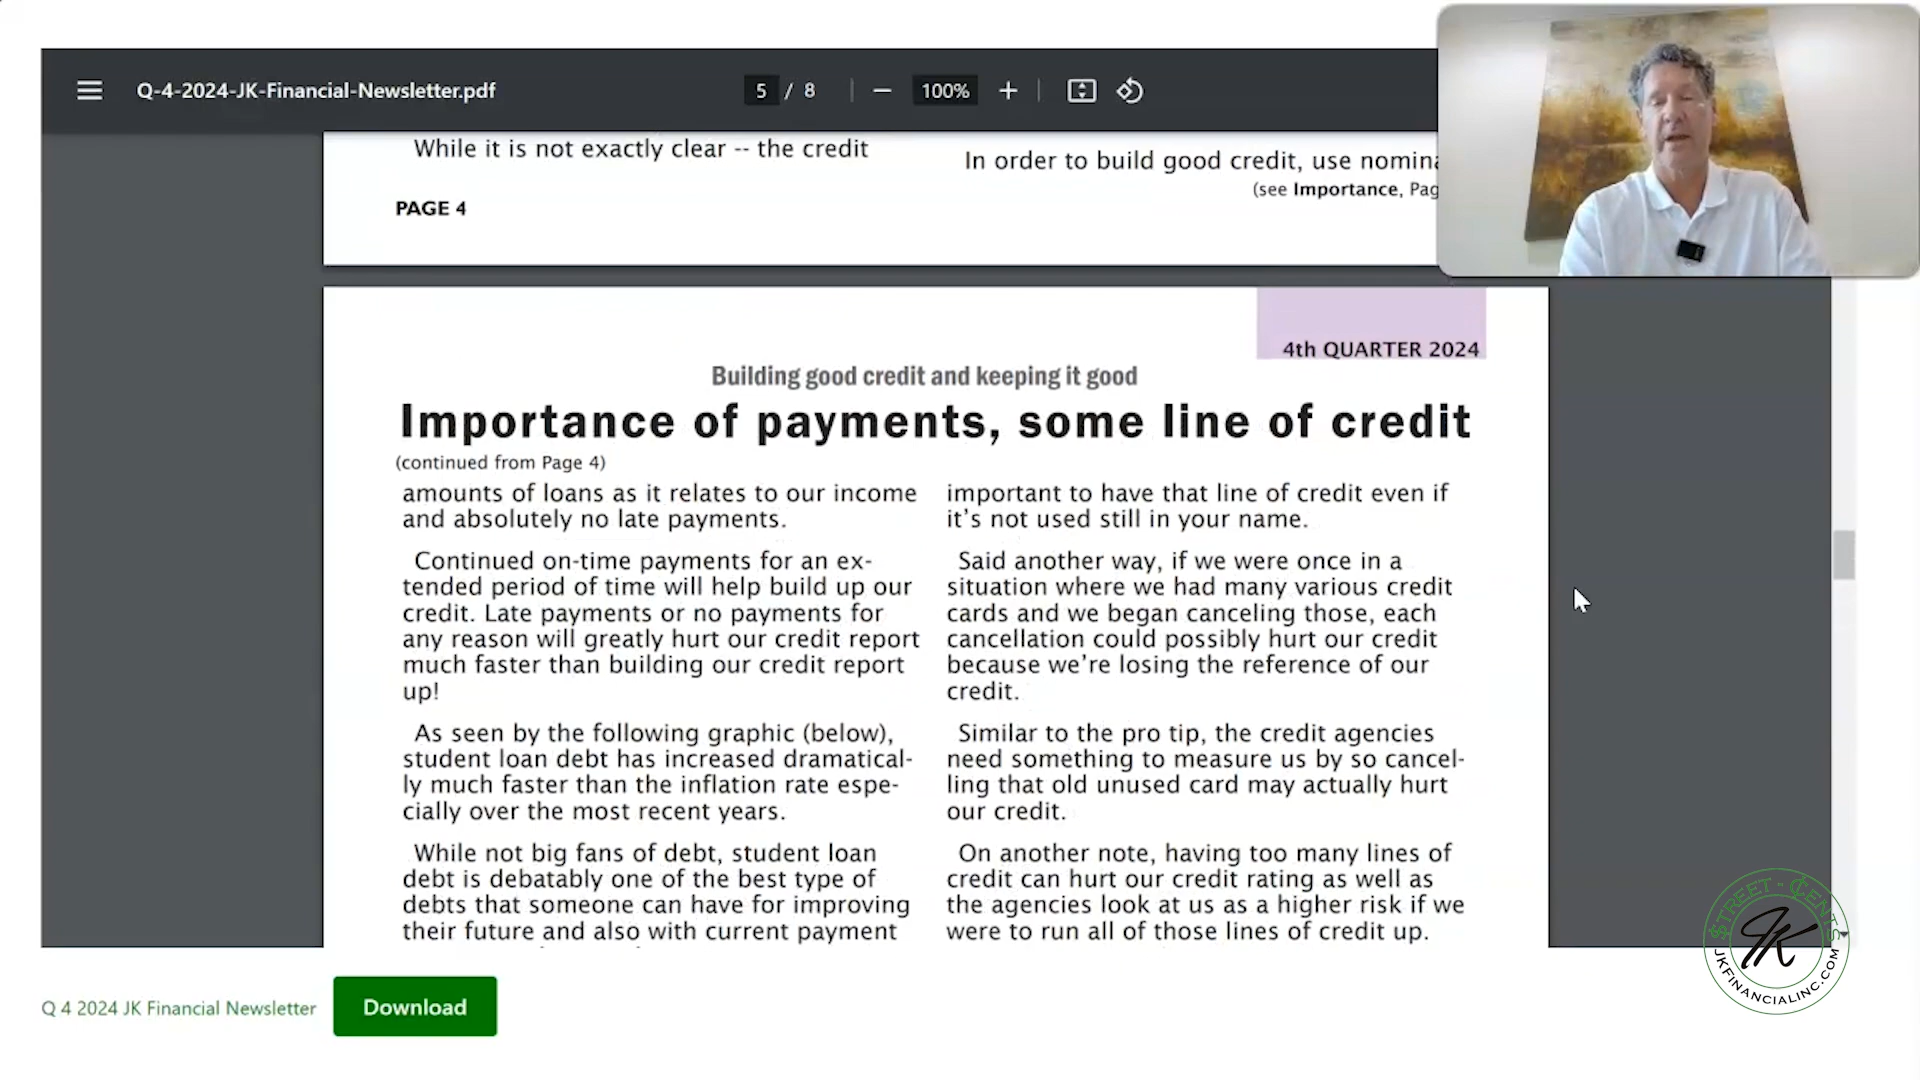 Q-4-2024-JK-Financial-Newsletter.pdf
5 / 8
100%
While it is not exactly clear -- the credit
PAGE 4
In order to build good credit, use
(see Importance,
4th QUARTER 2024
Building good credit and keeping it good
Importance of payments, some line of credit
(continued from Page 4)
amounts of loans as it relates to our income
and absolutely no late payments.
Continued on-time payments for an ex-
tended period of time will help build up our
credit. Late payments or no payments for
any reason will greatly hurt our credit report
much faster than building our credit report
up!
As seen by the following graphic (below),
student loan debt has increased dramatical-
ly much faster than the inflation rate espe-
cially over the most recent years.
While not big fans of debt, student loan
debt is debatably one of the best type of
debts that someone can have for improving
their future and also with current payment
important to have that line of credit even if
it's not used still in your name.
Said another way, if we were once in a
situation where we had many various credit
cards and we began canceling those, each
cancellation could possibly hurt our credit
because we're losing the reference of our
credit.
Similar to the pro tip, the credit agencies
need something to measure us by so cancel-
ling that old unused card may actually hurt
our credit.
On another note, having too many lines of
credit can hurt our credit rating as well as
the agencies look at us as a higher risk if we
were to run all of those lines of credit up.
Q 4 2024 JK Financial Newsletter
Download
$TREET - ₵ENTS
JK
JKFINANCIALINC.COM